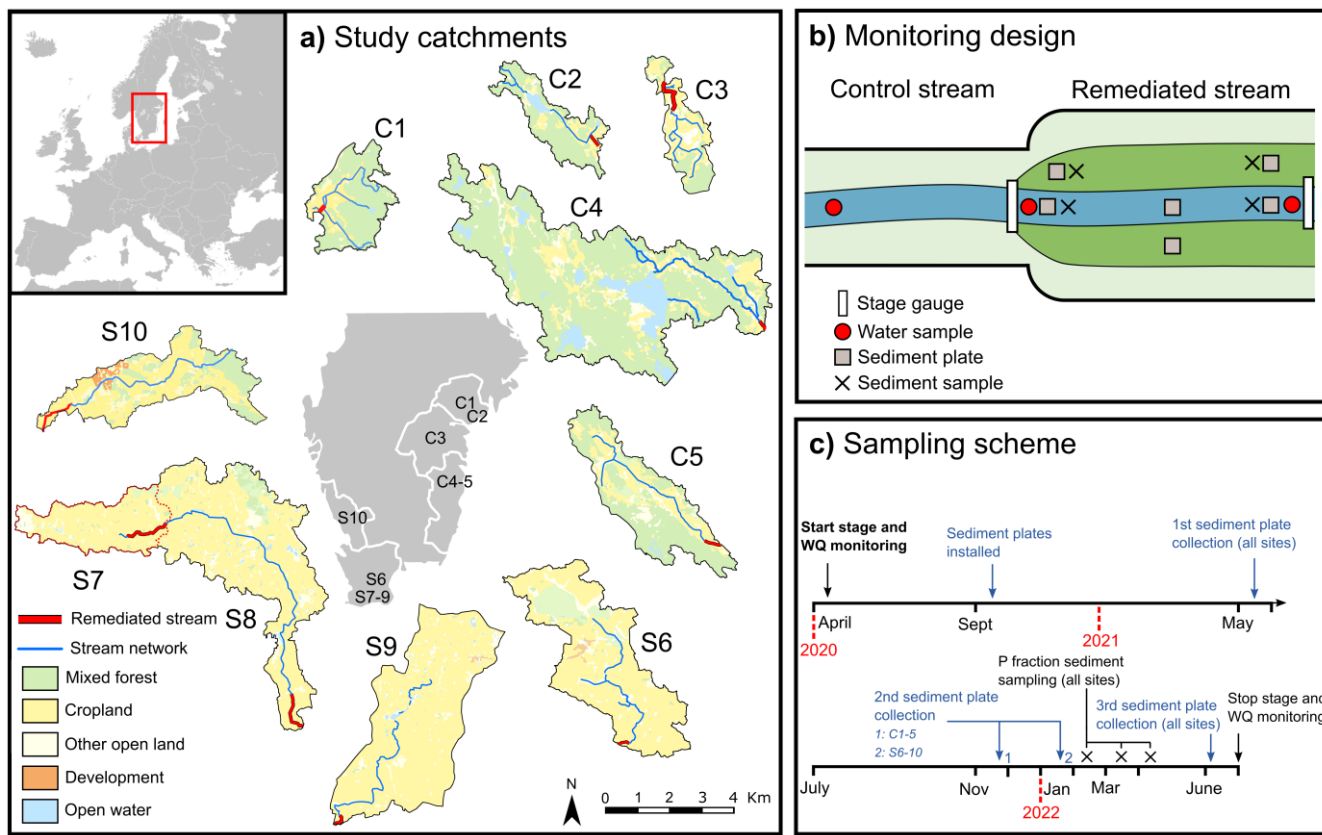 a) Study catchments
C1
C2
C3
C4
C5
S10
S7
S8
S9
S6
C1
C2
C3
C4-5
S10
S6
S7-9
Remediated stream
Stream network
Mixed forest
Cropland
Other open land
Development
Open water
N
0 1 2 3 4 Km
b) Monitoring design
Control stream
Remediated stream
Stage gauge
Water sample
Sediment plate
Sediment sample
c) Sampling scheme
Start stage and
WQ monitoring
Sediment plates
installed
1st sediment plate
collection (all sites)
April
Sept
May
2020
2021
P fraction sediment
sampling (all sites)
2nd sediment plate
collection
1: C1-5
2: S6-10
3rd sediment plate
collection (all sites)
Stop stage and
WQ monitoring
1
2
July
Nov
Jan
Mar
June
2022